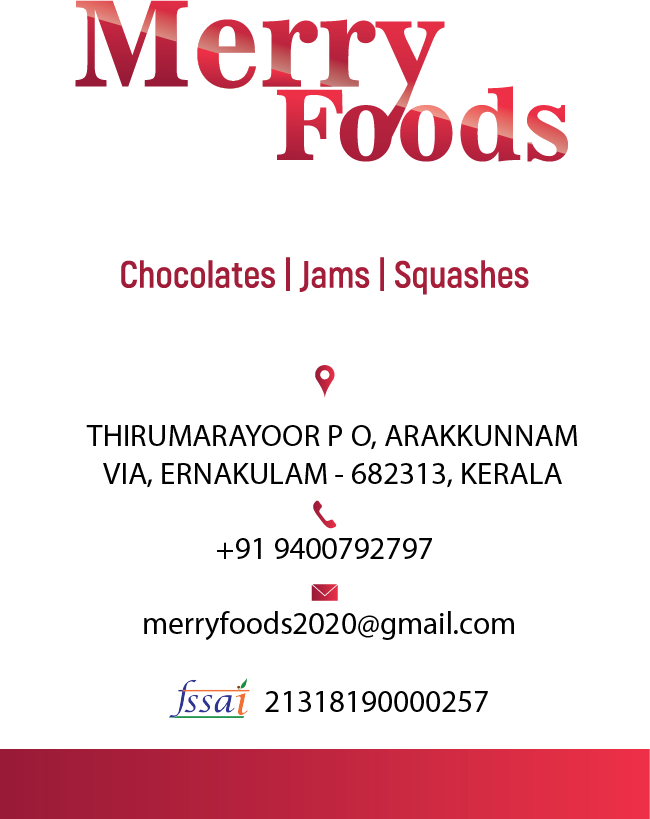 Merry
Foods
Chocolates | Jams | Squashes
THIRUMARAYOOR P O, ARAKKUNNAM
VIA, ERNAKULAM - 682313, KERALA
+91 9400792797
merryfoods2020@gmail.com
fssai 21318190000257